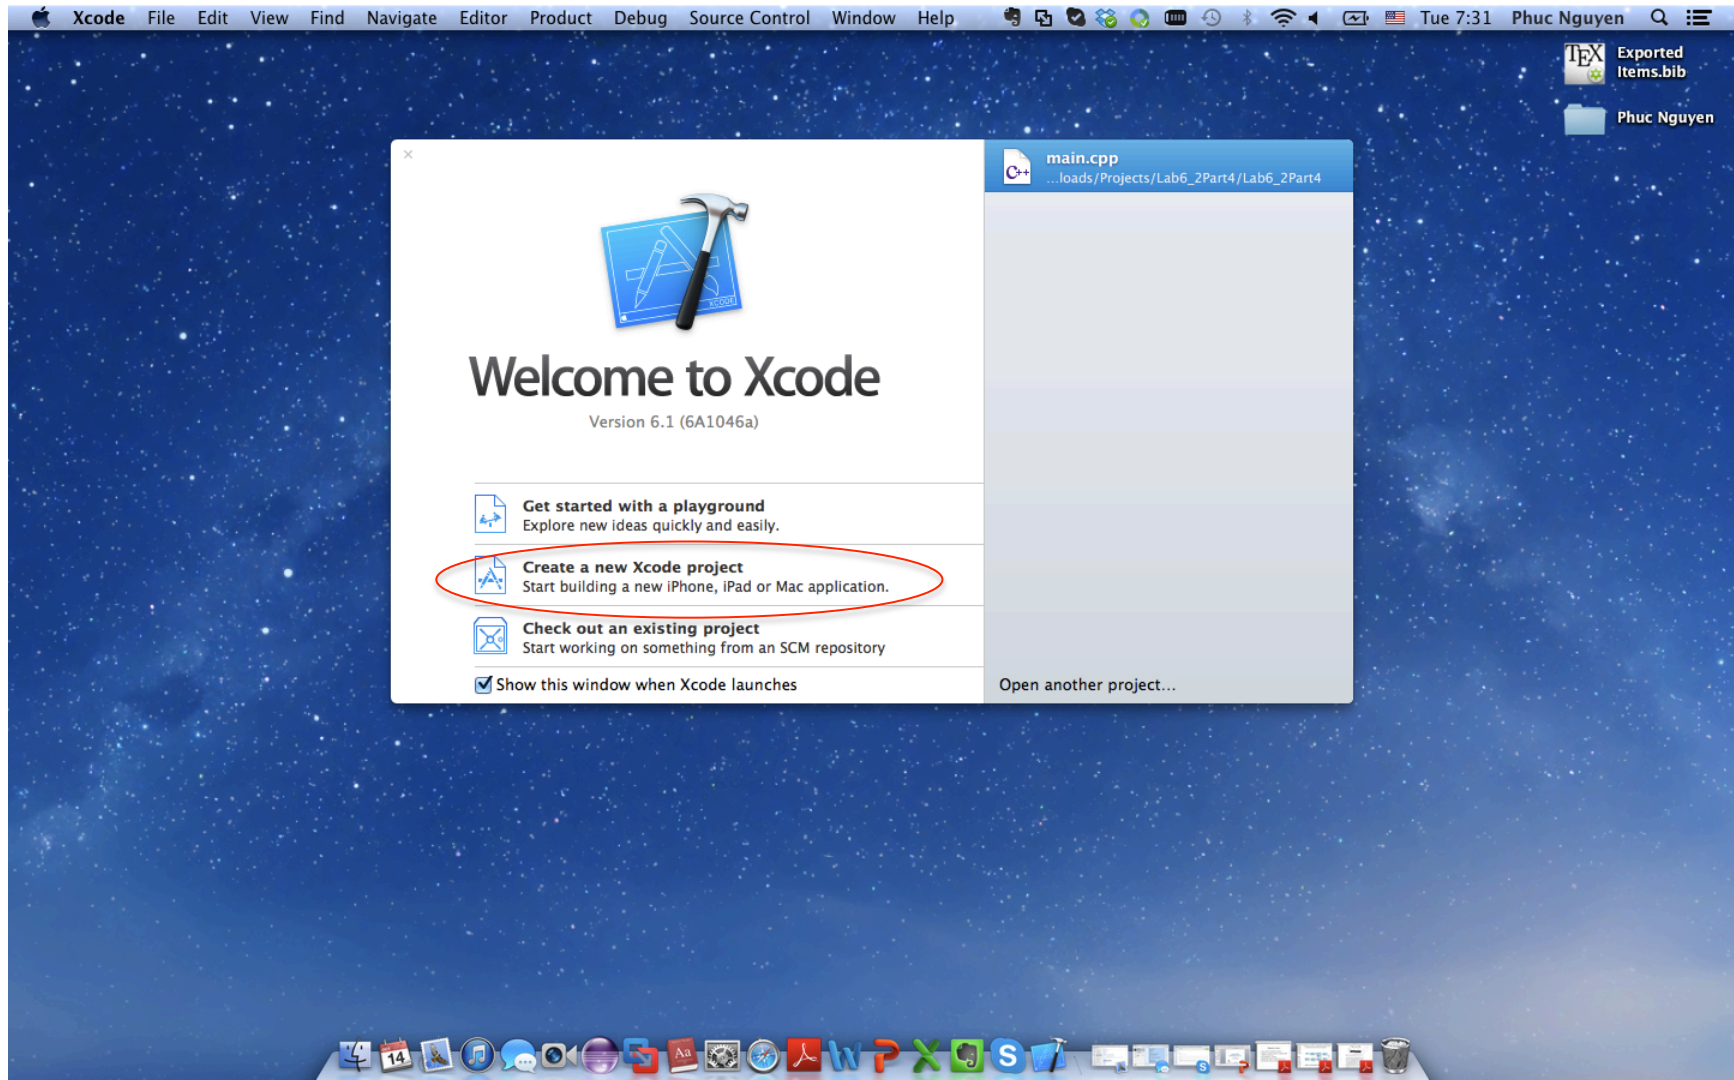 Xcode File Edit View Find Navigate Editor Product Debug Source Control Window Help Tue 7:31 Phuc Nguyen
TEX
Exported
Items.bib
Phuc Nguyen
C++
main.cpp
...loads/Projects/Lab6_2Part4/Lab6_2Part4
XCODE
Welcome to Xcode
Version 6.1 (6A1046a)
Get started with a playground
Explore new ideas quickly and easily.
Create a new Xcode project
Start building a new iPhone, iPad or Mac application.
Check out an existing project
Start working on something from an SCM repository
Show this window when Xcode launches
Open another project...
14
Aa
S